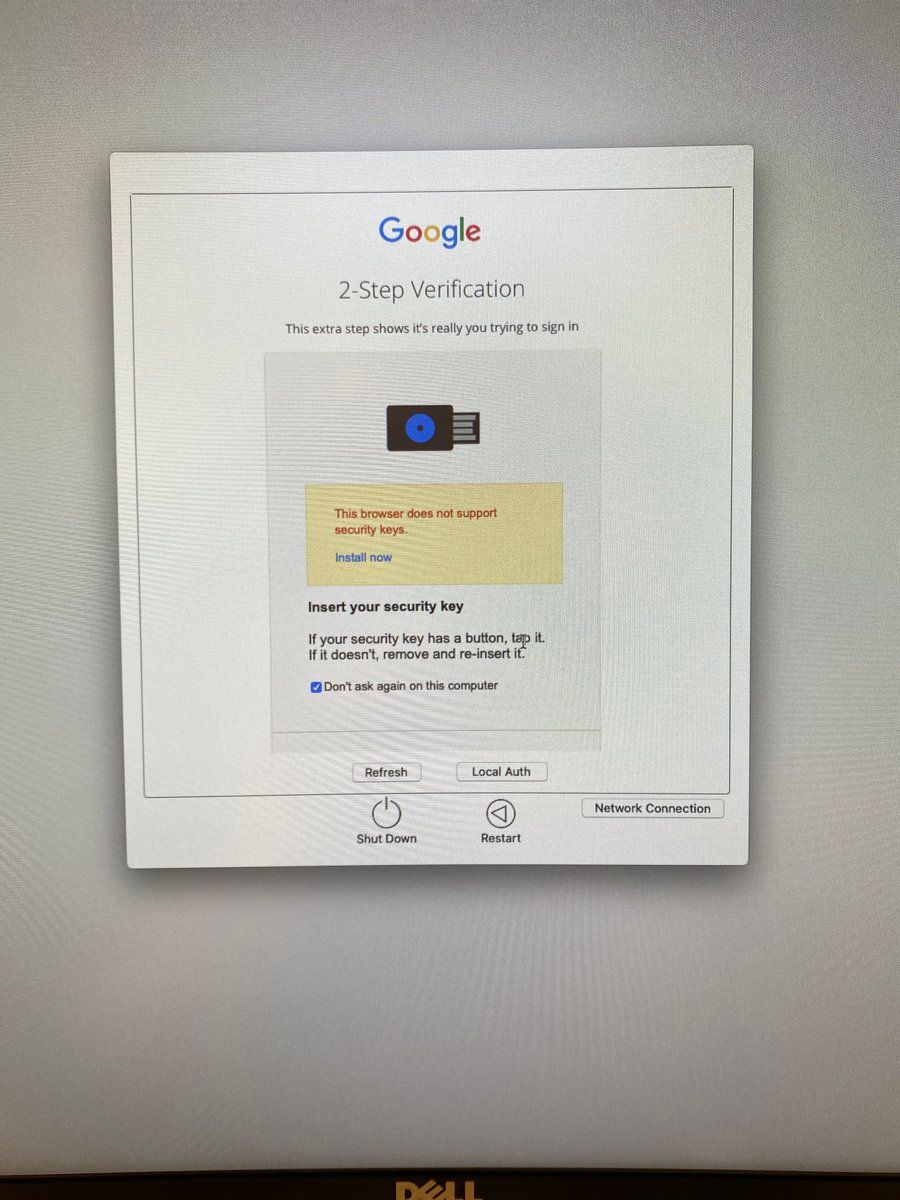 Google
2-Step Verification
This extra step shows it's really you trying to sign in
This browser does not support
security keys.
Install now
Insert your security key
If your security key has a button, tap it.
If it doesn't, remove and re-insert it.
Don't ask again on this computer
Refresh
Local Auth
Network Connection
Shut Down
Restart
DELL